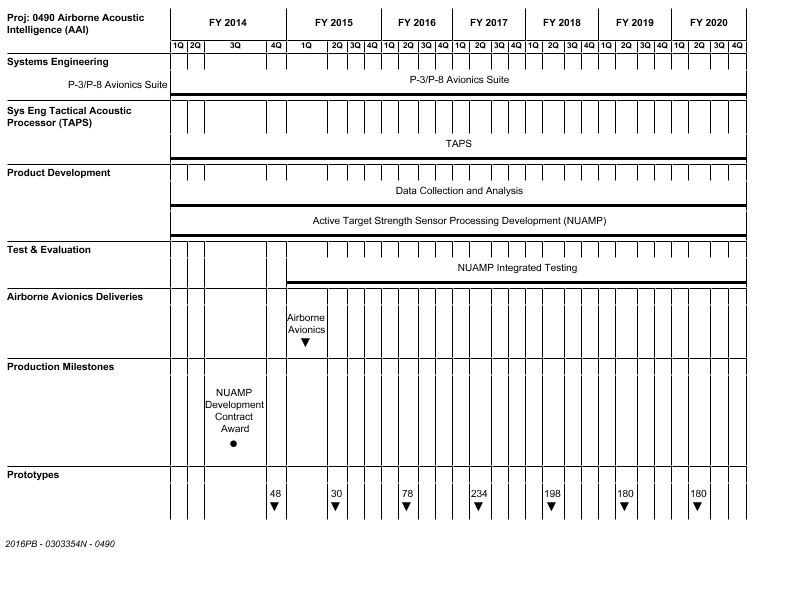 Proj: 0490 Airborne Acoustic
Intelligence (AAI)
FY 2014 FY 2015 FY 2016 FY 2017 FY 2018 FY 2019 FY 2020
1Q 2Q 3Q 4Q 1Q 2Q 3Q 4Q 1Q 2Q 3Q 4Q 1Q 2Q 3Q 4Q 1Q 2Q 3Q 4Q 1Q 2Q 3Q 4Q 1Q 2Q 3Q 4Q
Systems Engineering
P-3/P-8 Avionics Suite
P-3/P-8 Avionics Suite
Sys Eng Tactical Acoustic
Processor (TAPS)
TAPS
Product Development
Data Collection and Analysis
Active Target Strength Sensor Processing Development (NUAMP)
Test & Evaluation
NUAMP Integrated Testing
Airborne Avionics Deliveries
Airborne
Avionics
Production Milestones
NUAMP
Development
Contract
Award
Prototypes
48 30 78 234 198 180 180
2016PB - 0303354N - 0490